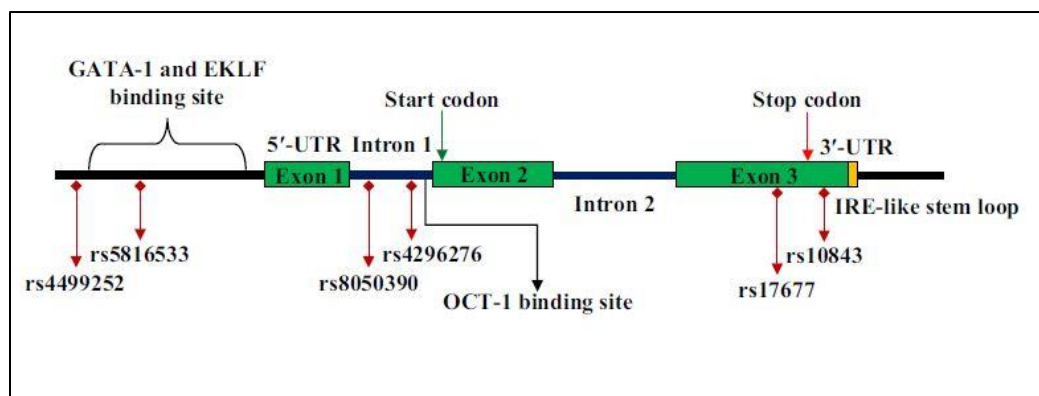 GATA-1 and EKLF
binding site
Start codon
Stop codon
5′-UTR Intron 1
3′-UTR
Exon 1
Exon 2
Exon 3
Intron 2
IRE-like stem loop
rs5816533
rs4296276
rs10843
rs4499252
rs8050390
rs17677
OCT-1 binding site